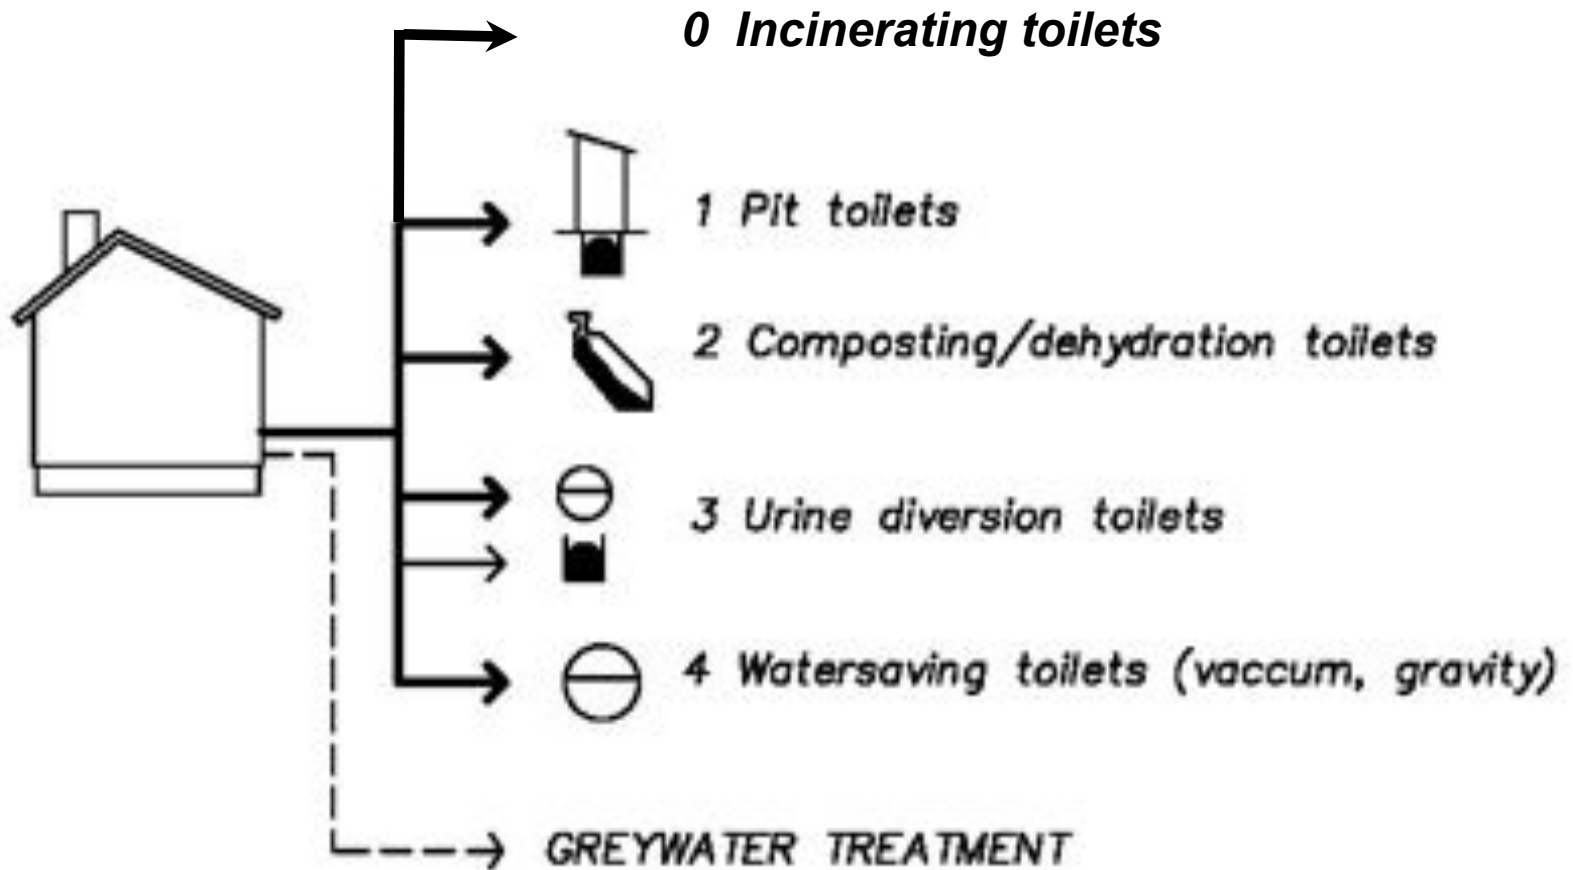 0 Incinerating toilets
1 Pit toilets
2 Composting/dehydration toilets
3 Urine diversion toilets
4 Watersaving toilets (vaccum, gravity)
GREYWATER TREATMENT